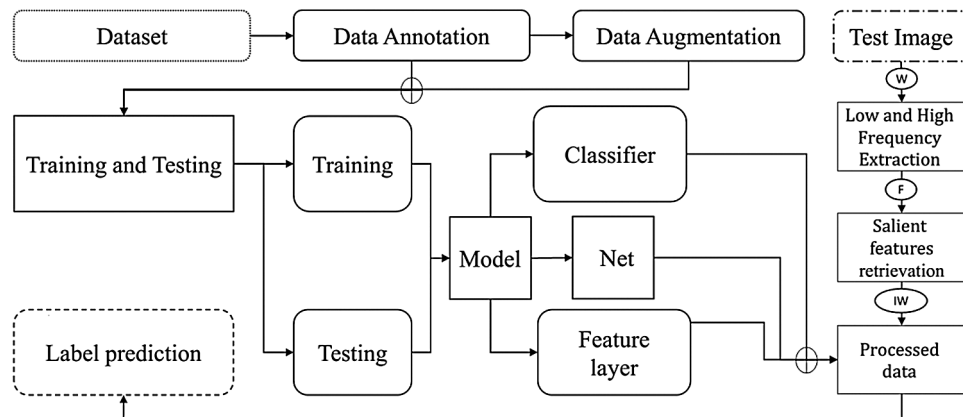 Dataset
Data Annotation
Data Augmentation
Test Image
W
Low and High
Frequency
Extraction
Training and Testing
Training
Classifier
F
Salient
features
retrievation
Model
Net
IW
Label prediction
Testing
Feature
layer
Processed
data